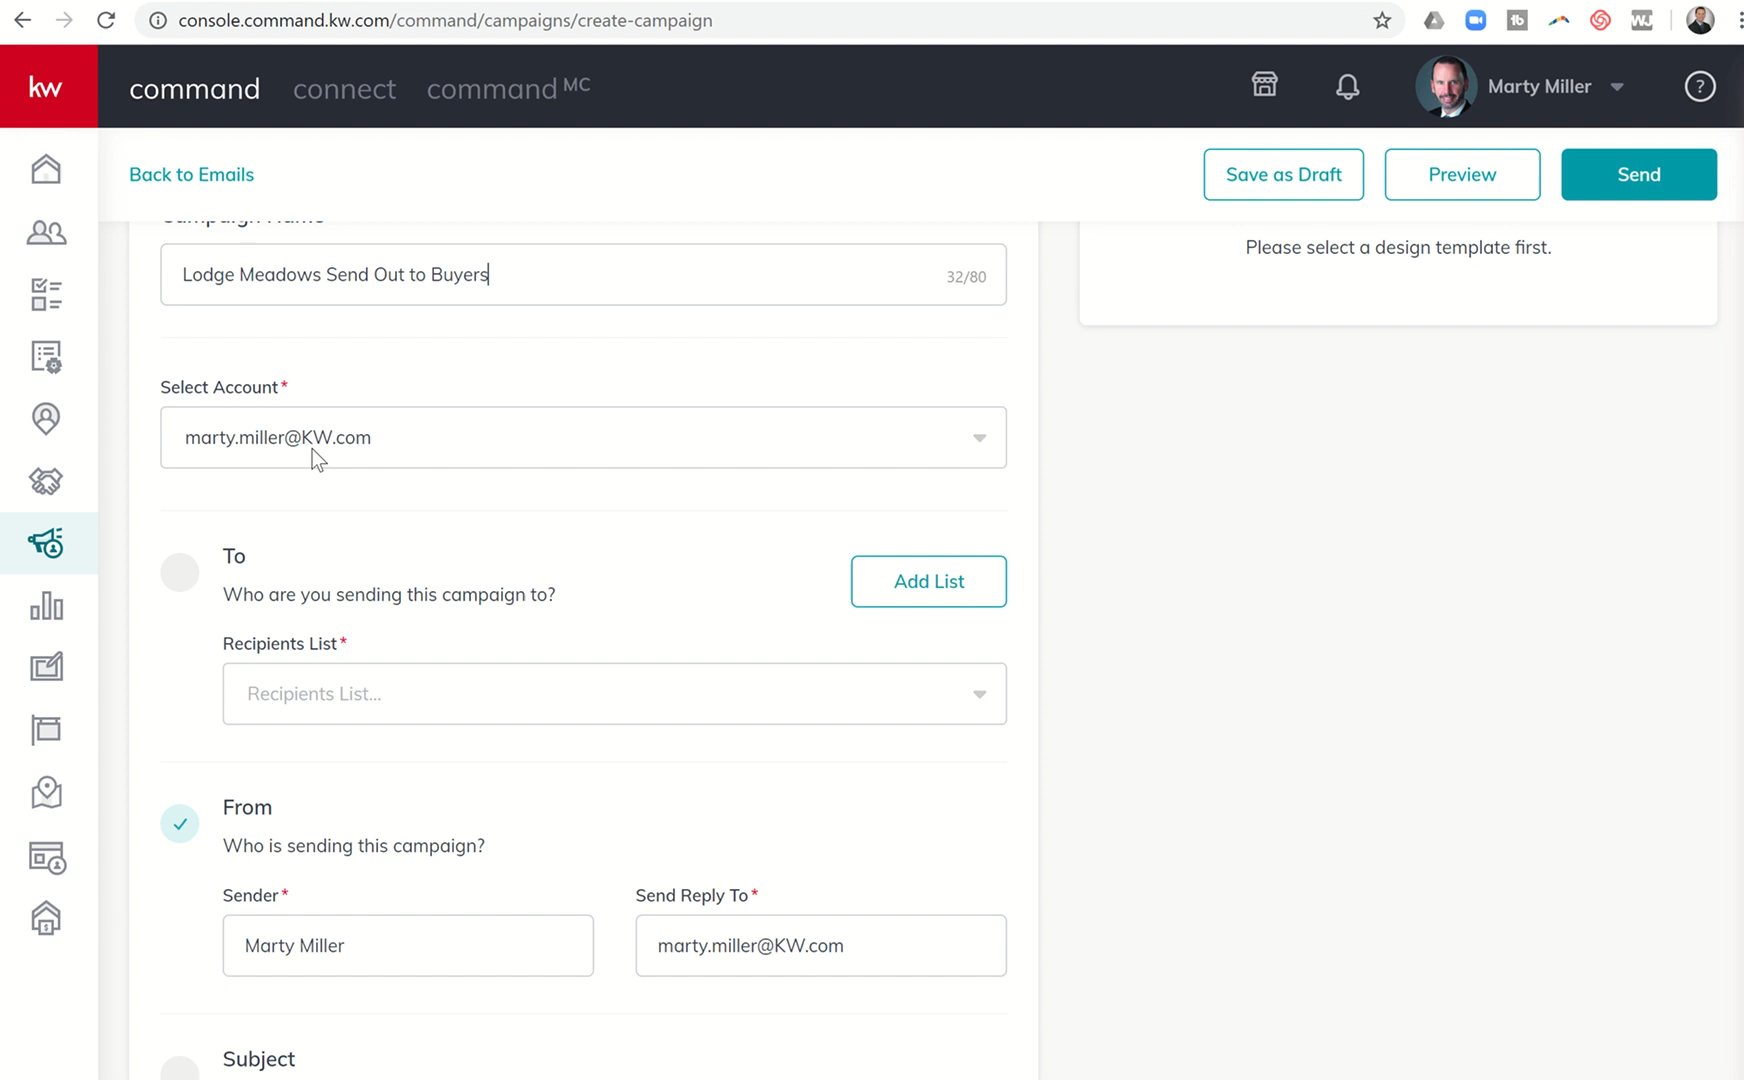 console.command.kw.com/command/campaigns/create-campaign
kw command connect command MC
Marty Miller
Back to Emails
Save as Draft
Preview
Send
Campaign Name
Please select a design template first.
Lodge Meadows Send Out to Buyers
32/80
Select Account*
marty.miller@KW.com
To
Who are you sending this campaign to?
Add List
Recipients List*
Recipients List...
From
Who is sending this campaign?
Sender*
Send Reply To*
Marty Miller
marty.miller@KW.com
Subject